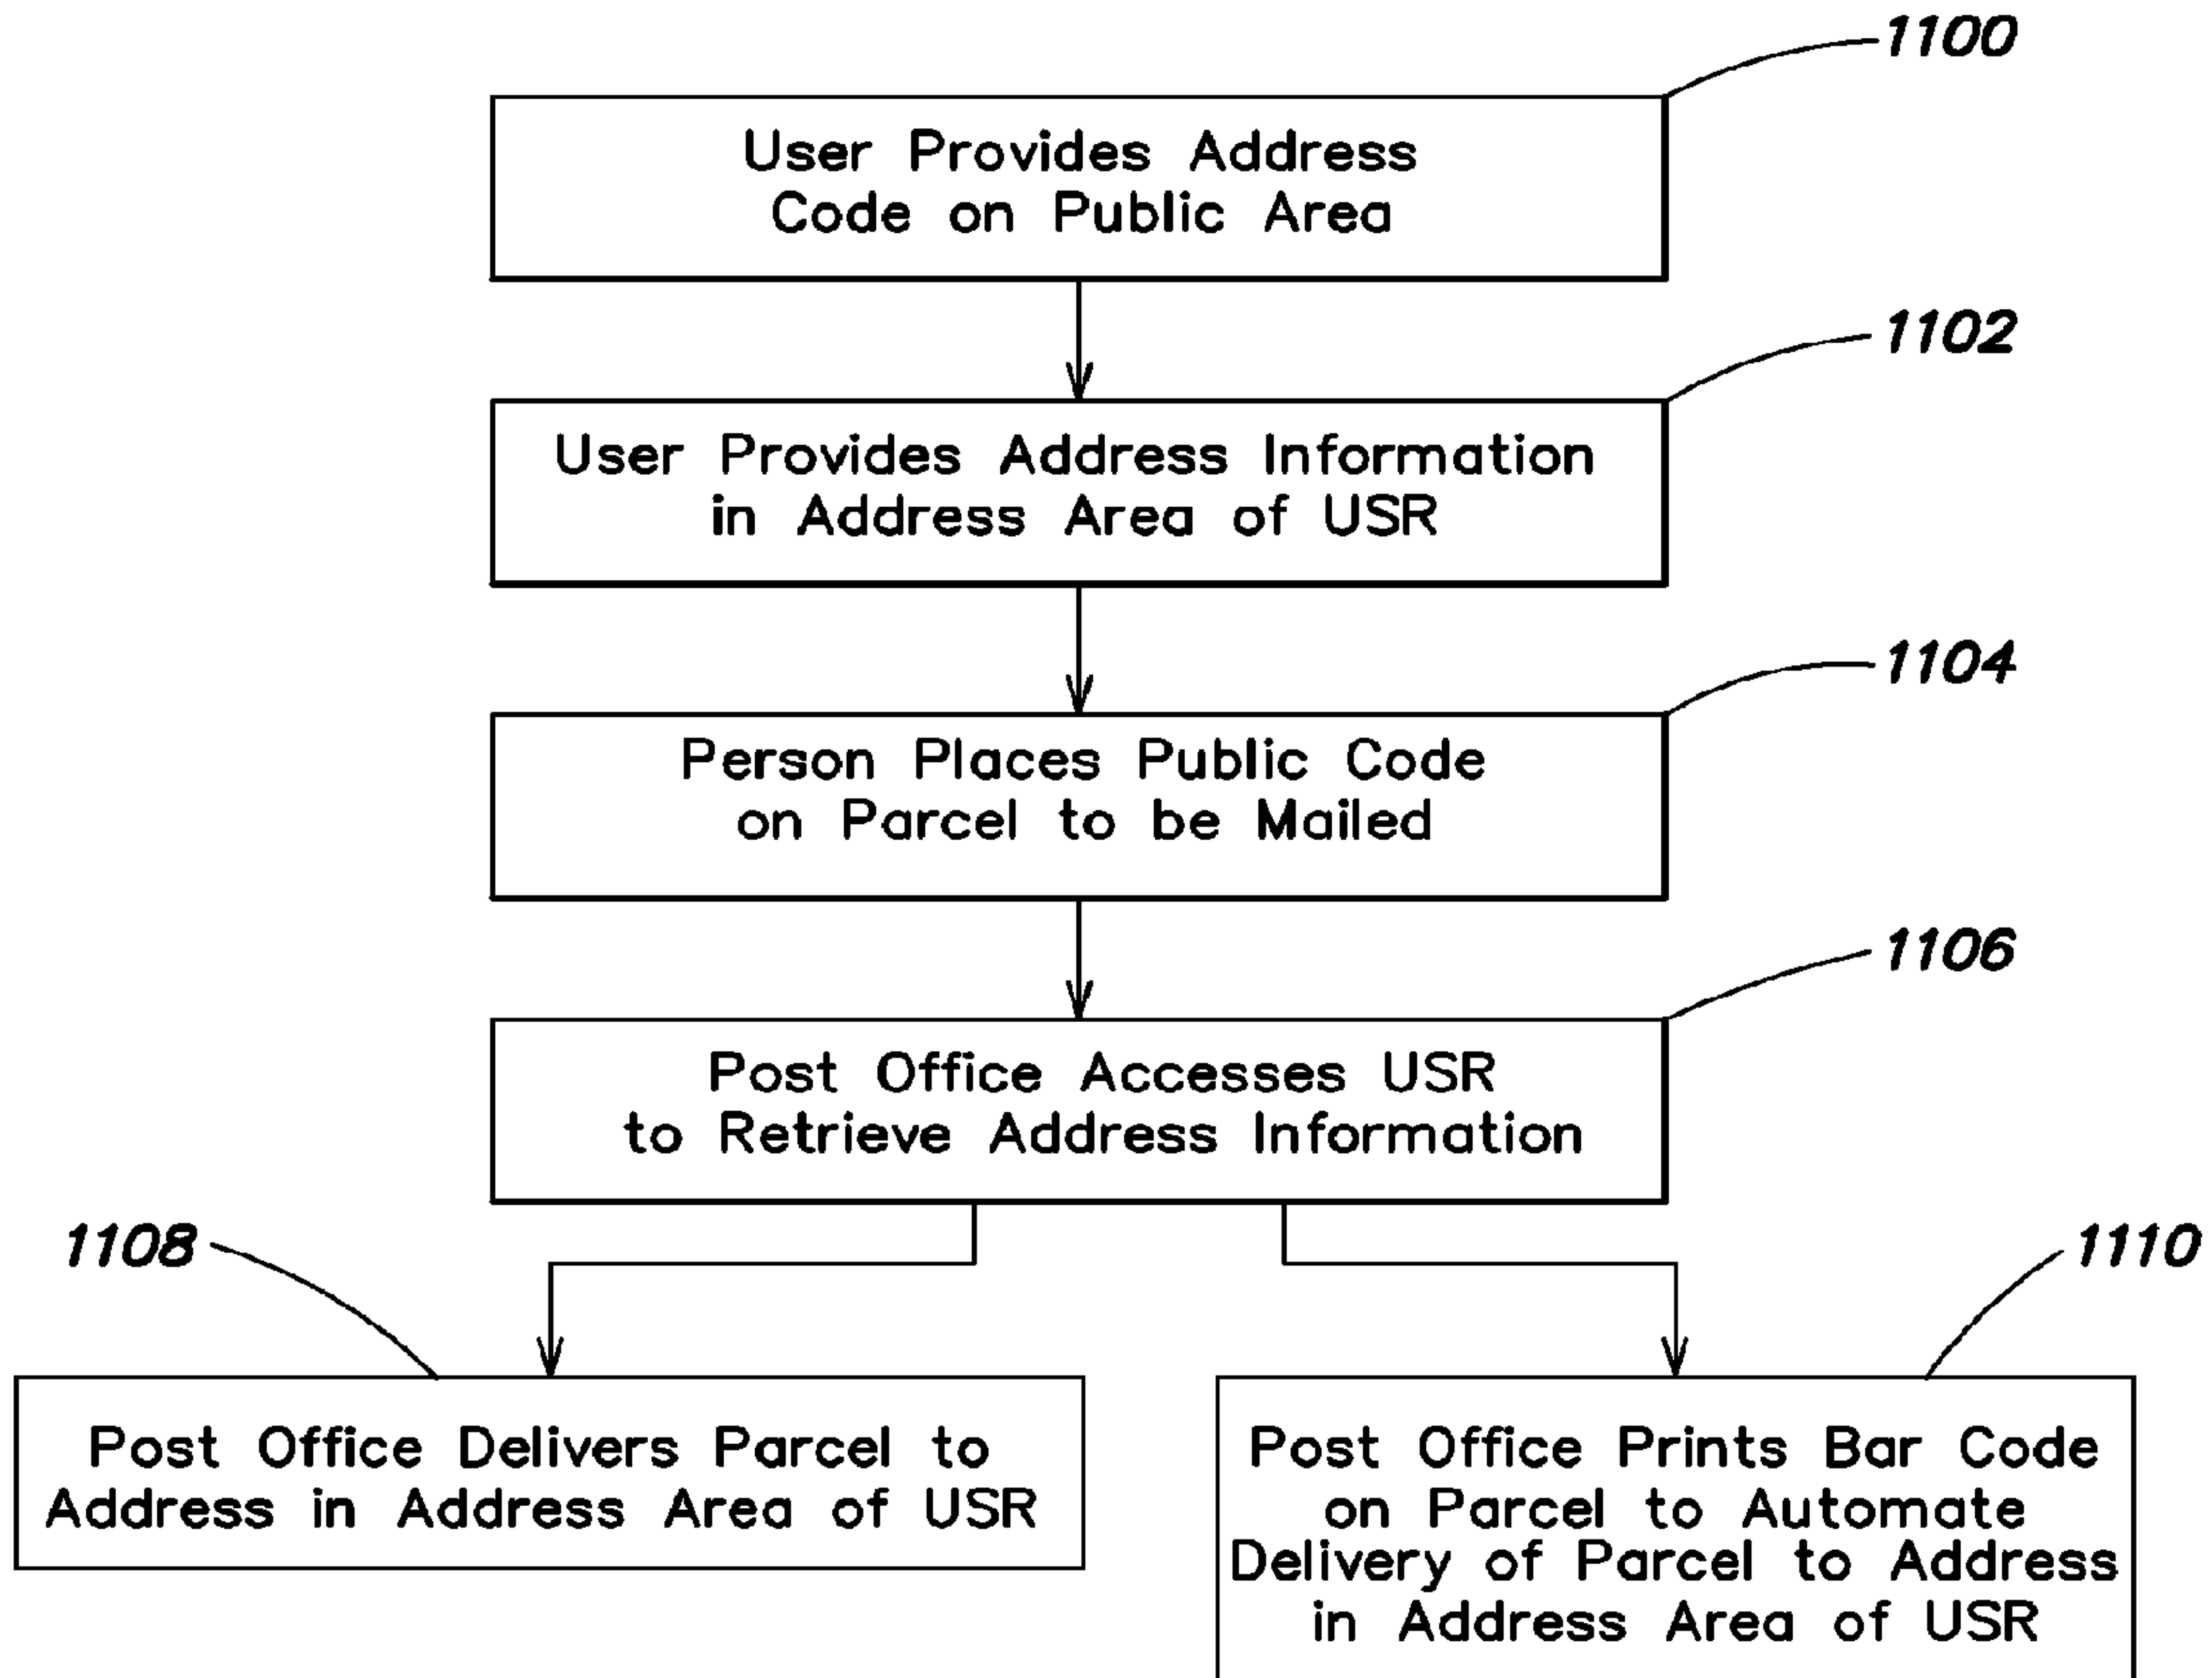 1100
User Provides Address
Code on Public Area
1102
User Provides Address Information
in Address Area of USR
1104
Person Places Public Code
on Parcel to be Mailed
1106
Post Office Accesses USR
to Retrieve Address Information
1108
Post Office Delivers Parcel to
Address in Address Area of USR
1110
Post Office Prints Bar Code
on Parcel to Automate
Delivery of Parcel to Address
in Address Area of USR